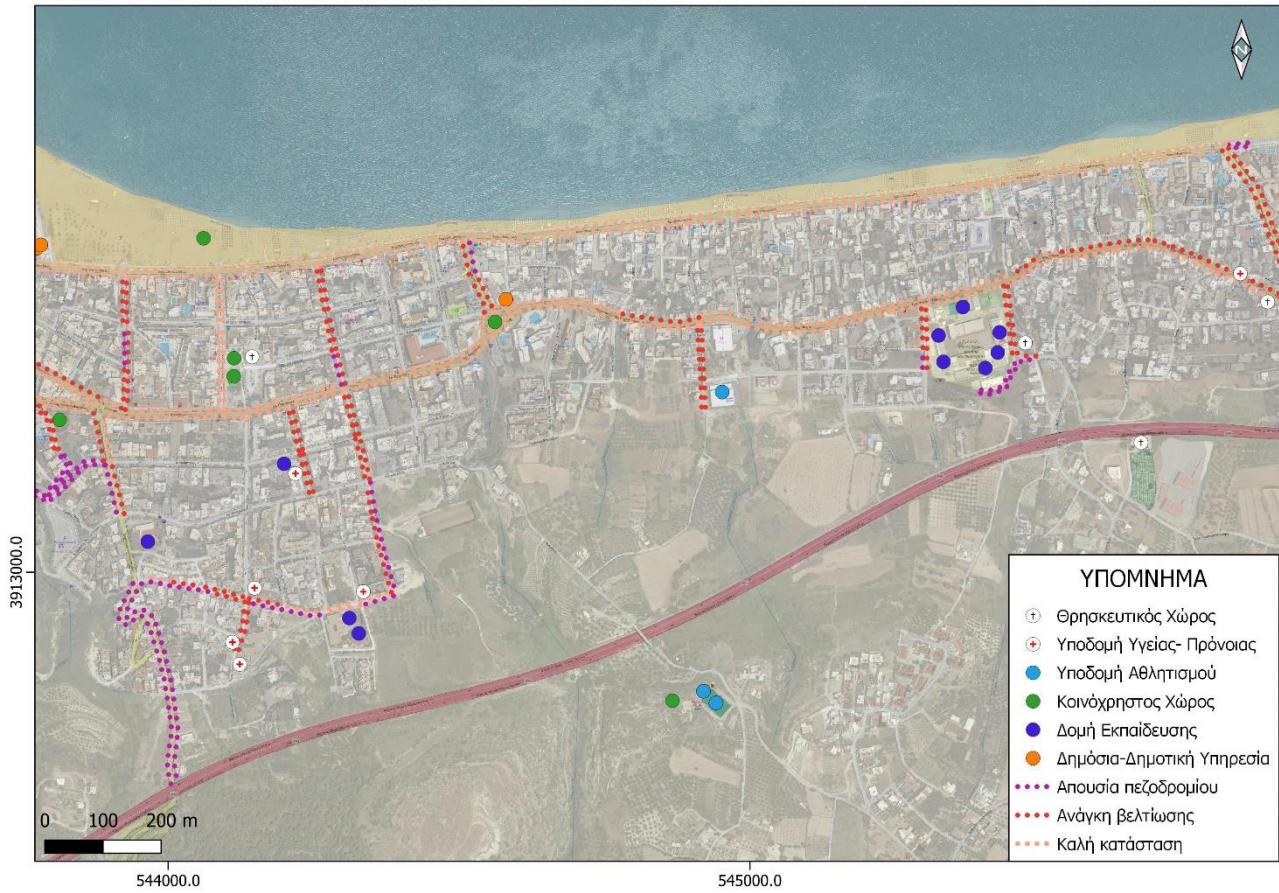 N
3913000.0
ΥΠΟΜΝΗΜΑ
Θρησκευτικός Χώρος
Υποδομή Υγείας- Πρόνοιας
Υποδομή Αθλητισμού
Κοινόχρηστος Χώρος
Δομή Εκπαίδευσης
Δημόσια-Δημοτική Υπηρεσία
Απουσία πεζοδρομίου
Ανάγκη βελτίωσης
Καλή κατάσταση
0 100 200 m
544000.0 545000.0